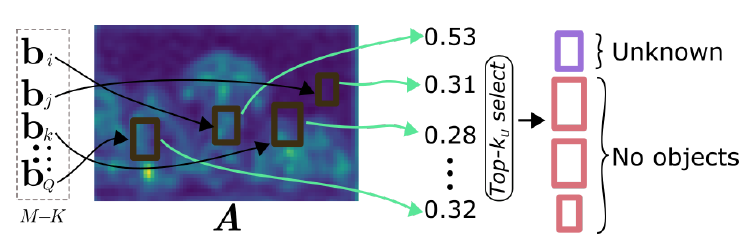 b_i
b_j
b_k
b_Q
M–K
A
0.53
0.31
0.28
0.32
Top-k_u select
Unknown
No objects